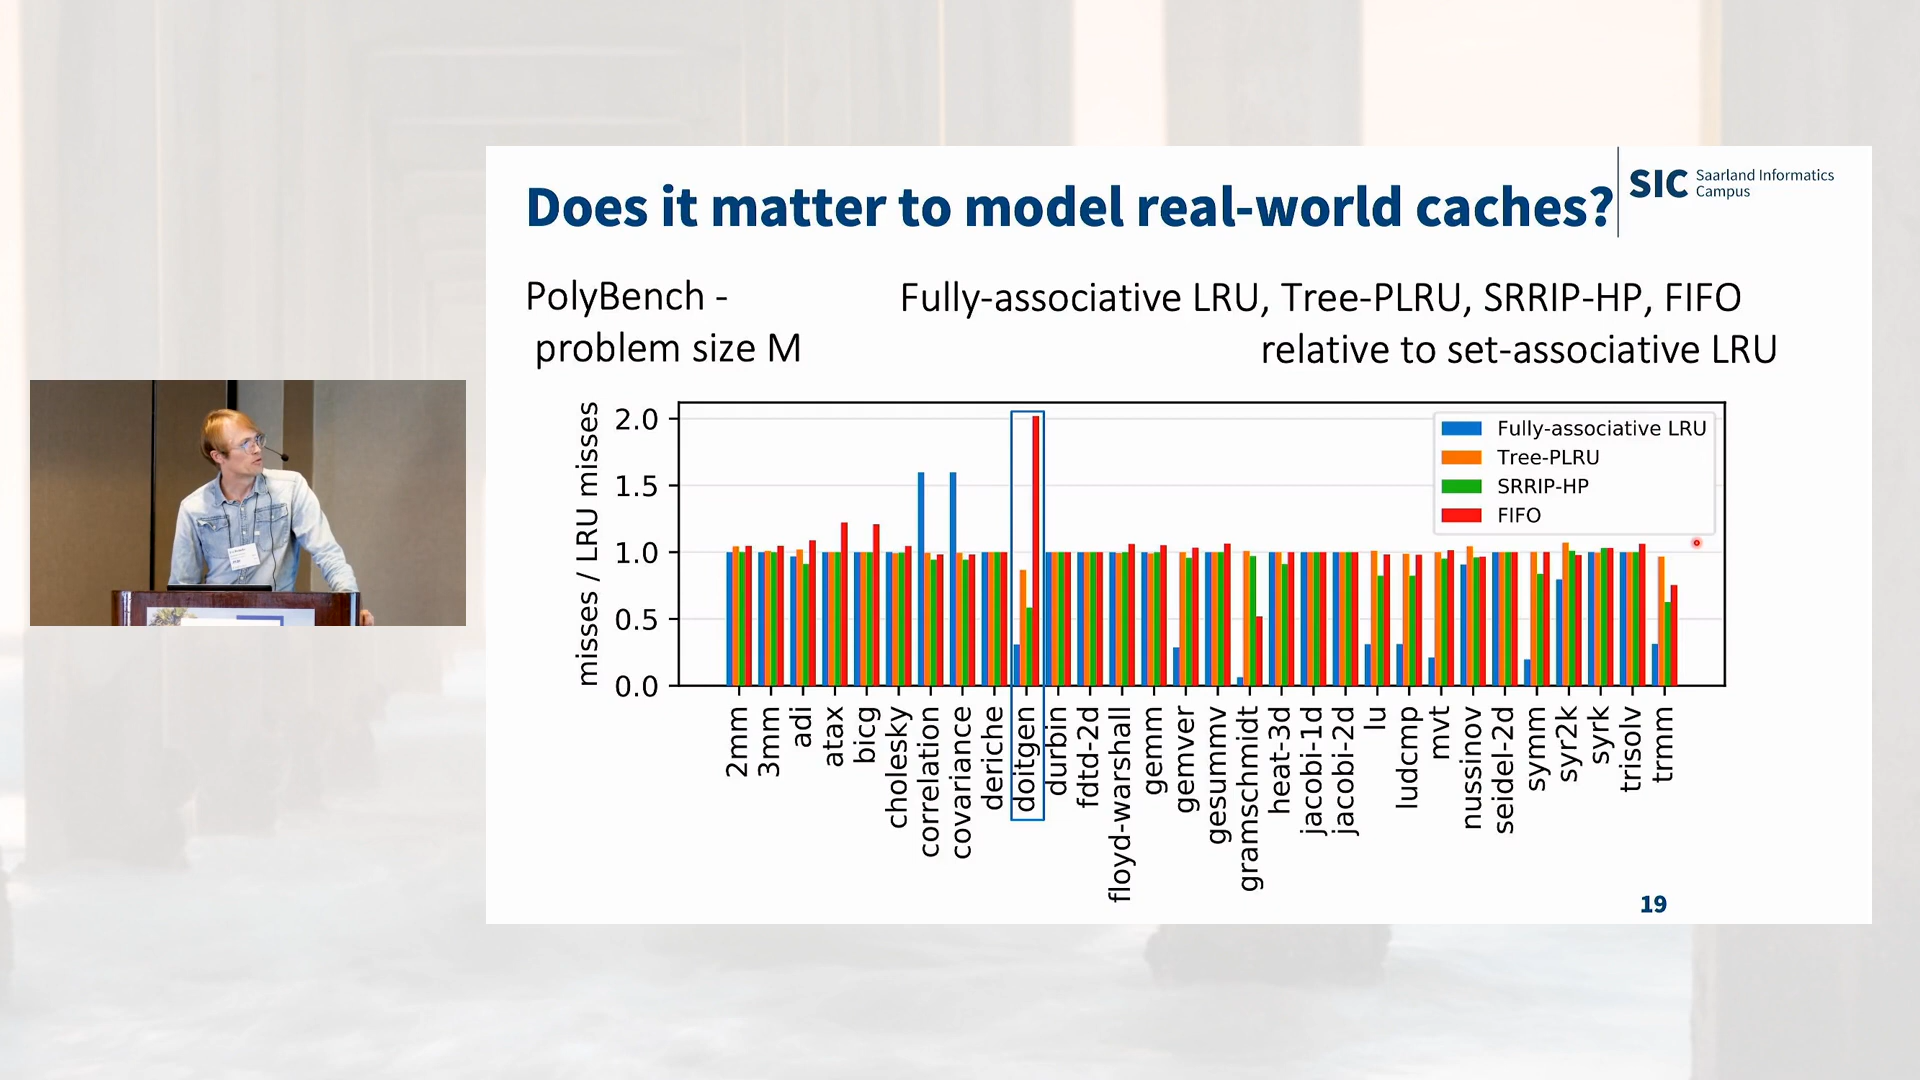 Does it matter to model real-world caches?
SIC Saarland Informatics
Campus
PolyBench -
problem size M
Fully-associative LRU, Tree-PLRU, SRRIP-HP, FIFO
relative to set-associative LRU
misses / LRU misses
2.0
1.5
1.0
0.5
0.0
Fully-associative LRU
Tree-PLRU
SRRIP-HP
FIFO
2mm
3mm
adi
atax
bicg
cholesky
correlation
covariance
deriche
doitgen
durbin
fdtd-2d
floyd-warshall
gemm
gemver
gesummv
gramschmidt
heat-3d
jacobi-1d
jacobi-2d
lu
ludcmp
mvt
nussinov
seidel-2d
symm
syr2k
syrk
trisolv
trmm
19